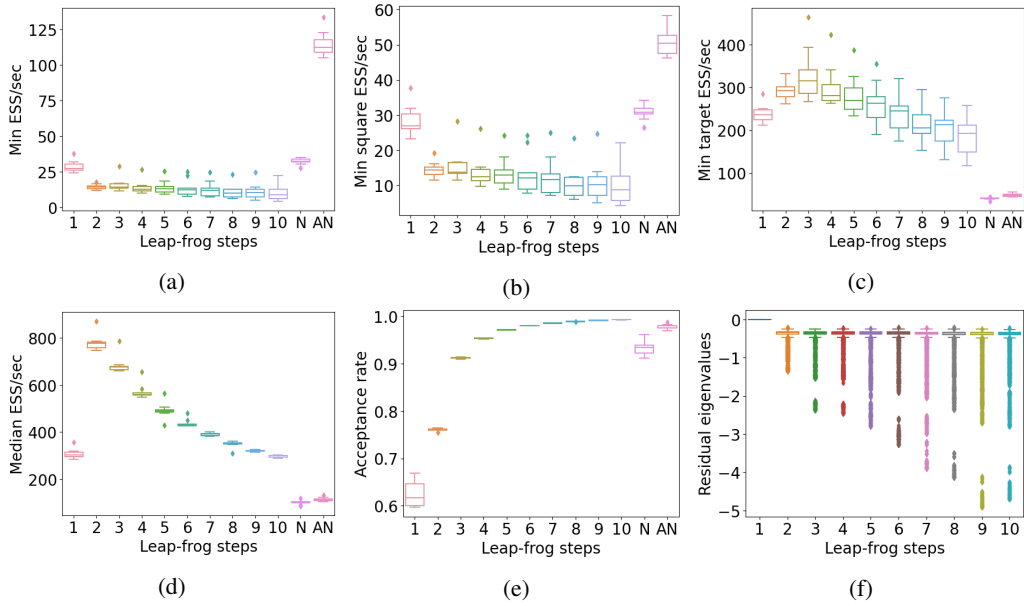 Min ESS/sec
125
100
75
50
25
0
1 2 3 4 5 6 7 8 9 10 N AN
Leap-frog steps
(a)
Min square ESS/sec
60
50
40
30
20
10
1 2 3 4 5 6 7 8 9 10 N AN
Leap-frog steps
(b)
Min target ESS/sec
400
300
200
100
1 2 3 4 5 6 7 8 9 10 N AN
Leap-frog steps
(c)
Median ESS/sec
800
600
400
200
1 2 3 4 5 6 7 8 9 10 N AN
Leap-frog steps
(d)
Acceptance rate
1.0
0.9
0.8
0.7
0.6
1 2 3 4 5 6 7 8 9 10 N AN
Leap-frog steps
(e)
Residual eigenvalues
0
−1
−2
−3
−4
−5
1 2 3 4 5 6 7 8 9 10
Leap-frog steps
(f)